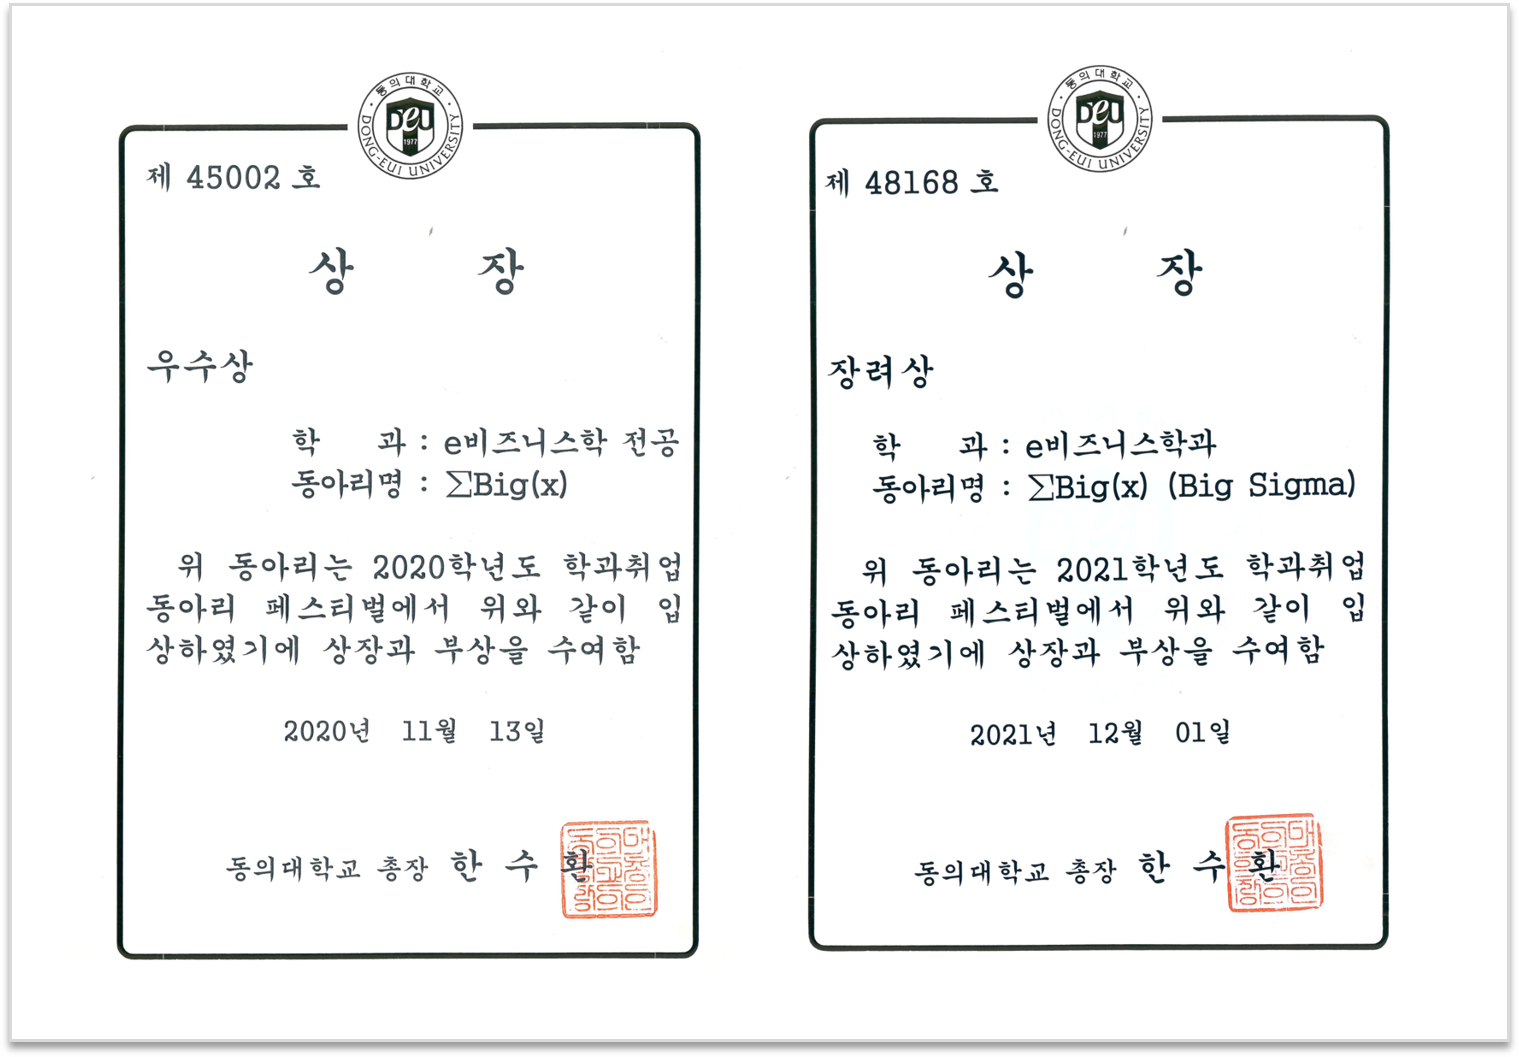 동의대학교
DONG-EUI UNIVERSITY
DEU
1977
제 45002 호
상 장
우수상
학 과 : e비즈니스학 전공
동아리명 : ∑Big(x)
위 동아리는 2020학년도 학과취업
동아리 페스티벌에서 위와 같이 입
상하였기에 상장과 부상을 수여함
2020년 11월 13일
동의대학교 총장 한 수 환
동의대학교
DONG-EUI UNIVERSITY
DEU
1977
제 48168 호
상 장
장려상
학 과 : e비즈니스학과
동아리명 : ∑Big(x) (Big Sigma)
위 동아리는 2021학년도 학과취업
동아리 페스티벌에서 위와 같이 입
상하였기에 상장과 부상을 수여함
2021년 12월 01일
동의대학교 총장 한 수 환